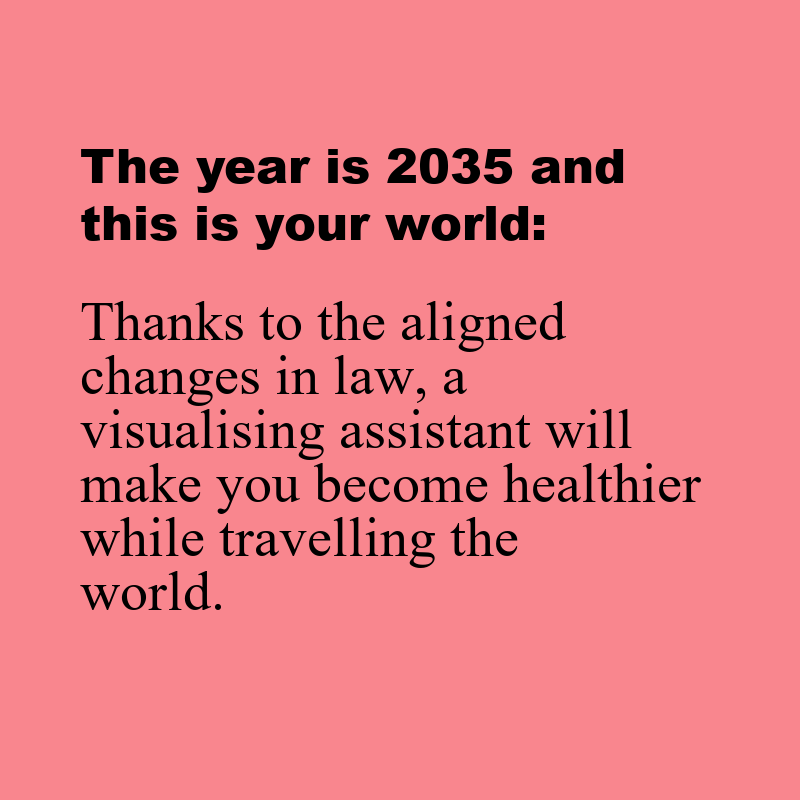 The year is 2035 and
this is your world:
Thanks to the aligned
changes in law, a
visualising assistant will
make you become healthier
while travelling the
world.